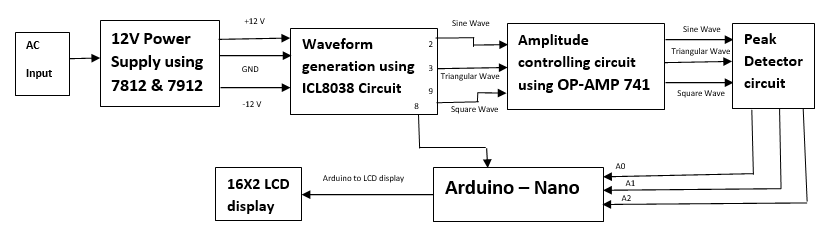 AC
Input
12V Power
Supply using
7812 & 7912
+12 V
GND
-12 V
Waveform
generation using
ICL8038 Circuit
2
3
9
8
Sine Wave
Triangular Wave
Square Wave
Amplitude
controlling circuit
using OP-AMP 741
Sine Wave
Triangular Wave
Square Wave
Peak
Detector
circuit
A0
A1
A2
Arduino – Nano
Arduino to LCD display
16X2 LCD
display